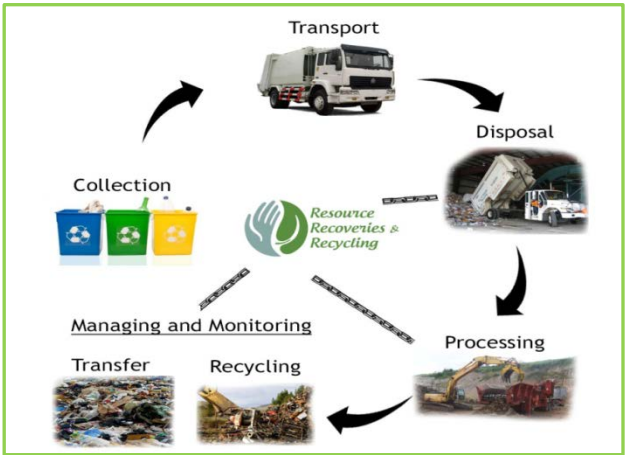 Transport
Disposal
Collection
Resource
Recoveries &
Recycling
Managing and Monitoring
Processing
Transfer
Recycling